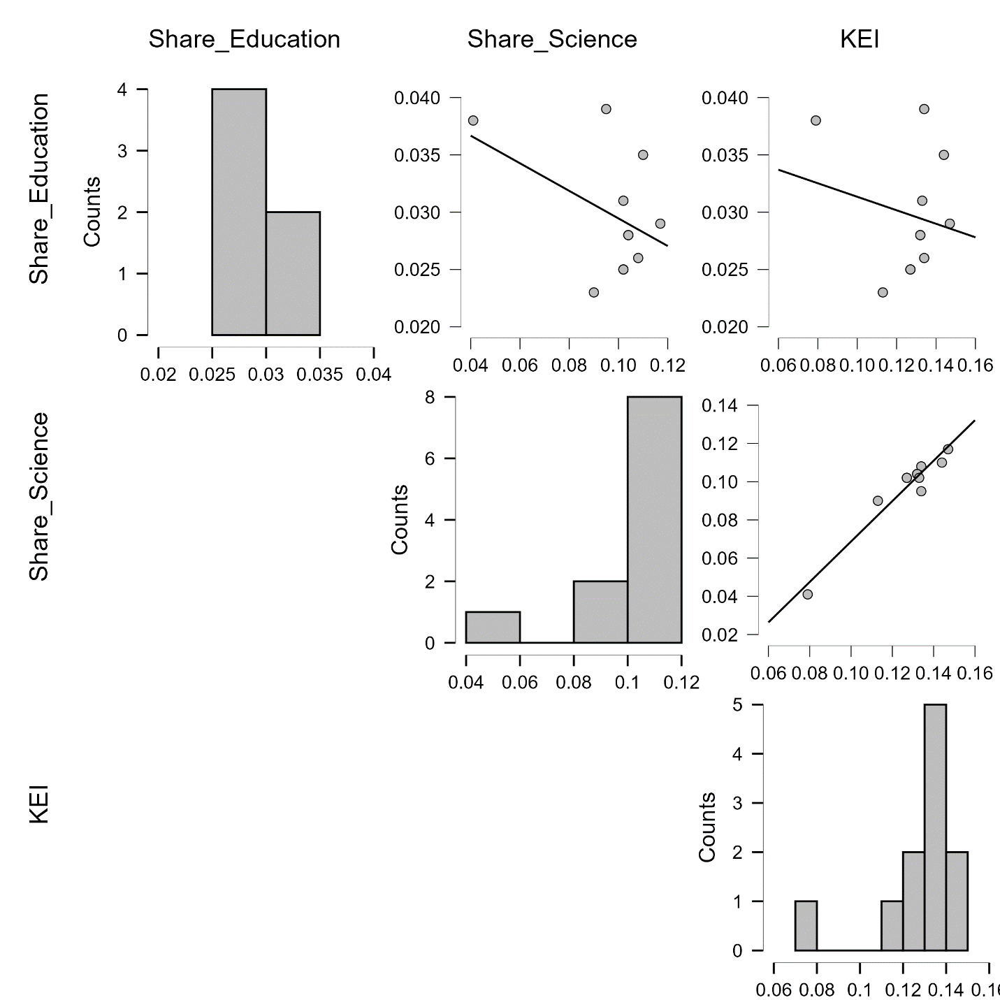 Share_Education Share_Science KEI
Share_Education
Counts
4
3
2
1
0
0.02 0.025 0.03 0.035 0.04
0.040
0.035
0.030
0.025
0.020
0.04 0.06 0.08 0.10 0.12
0.040
0.035
0.030
0.025
0.020
0.06 0.08 0.10 0.12 0.14 0.16
Share_Science
Counts
8
6
4
2
0
0.04 0.06 0.08 0.1 0.12
0.14
0.12
0.10
0.08
0.06
0.04
0.02
0.06 0.08 0.10 0.12 0.14 0.16
KEI
Counts
5
4
3
2
1
0
0.06 0.08 0.1 0.12 0.14